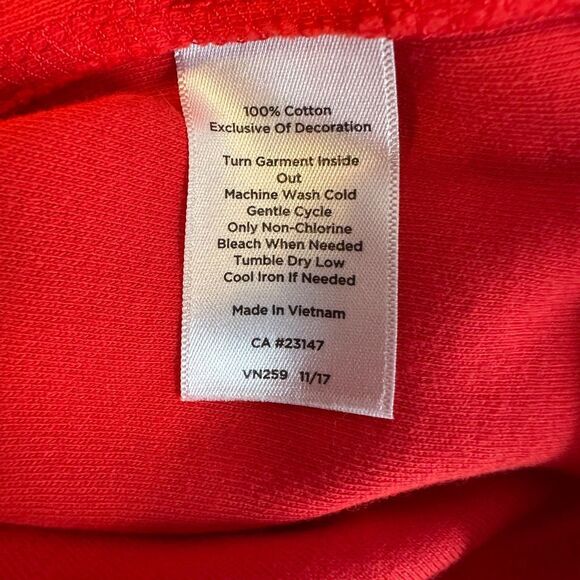 100% Cotton
Exclusive Of Decoration
Turn Garment Inside
Out
Machine Wash Cold
Gentle Cycle
Only Non-Chlorine
Bleach When Needed
Tumble Dry Low
Cool Iron If Needed
Made In Vietnam
CA #23147
VN259 11/17